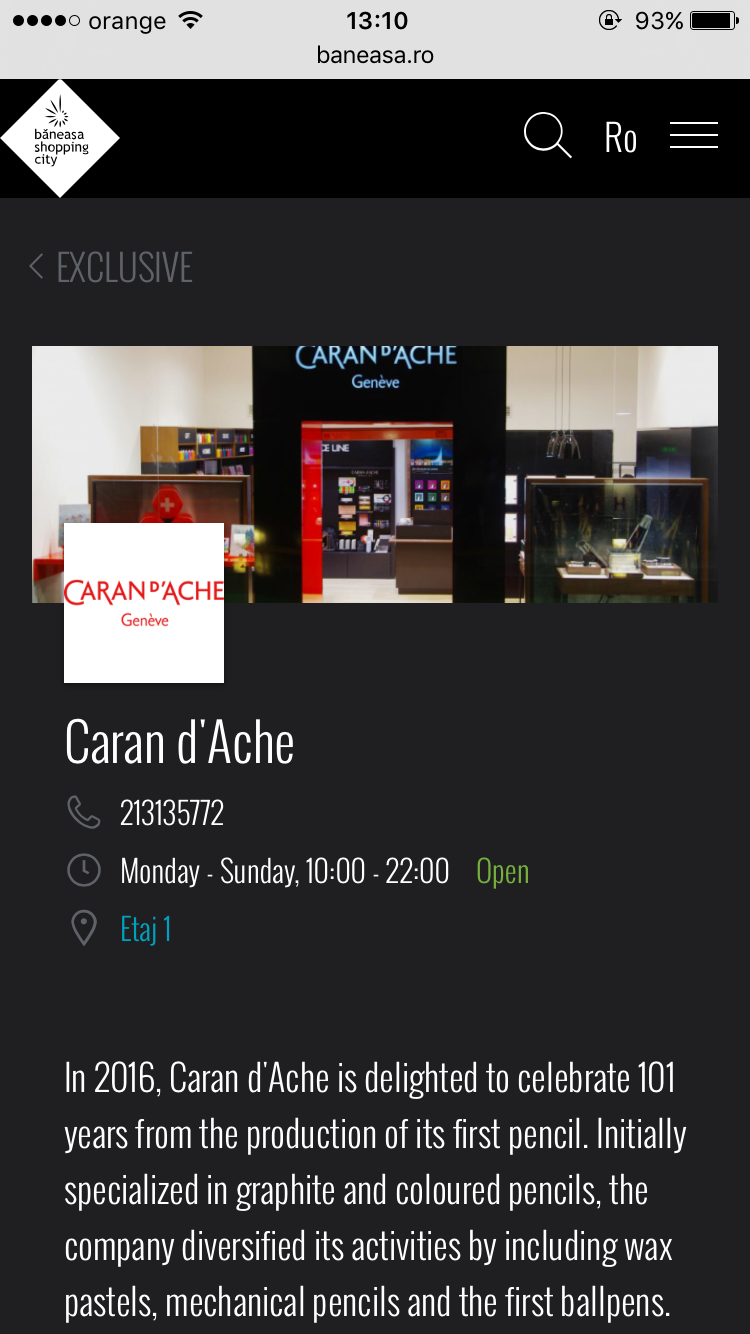 orange 13:10 93%
baneasa.ro
băneasa
shopping
city
Ro
EXCLUSIVE
CARAN D'ACHE
Genève
CARAN D'ACHE
Genève
Caran d'Ache
213135772
Monday - Sunday, 10:00 - 22:00 Open
Etaj 1
In 2016, Caran d'Ache is delighted to celebrate 101
years from the production of its first pencil. Initially
specialized in graphite and coloured pencils, the
company diversified its activities by including wax
pastels, mechanical pencils and the first ballpens.